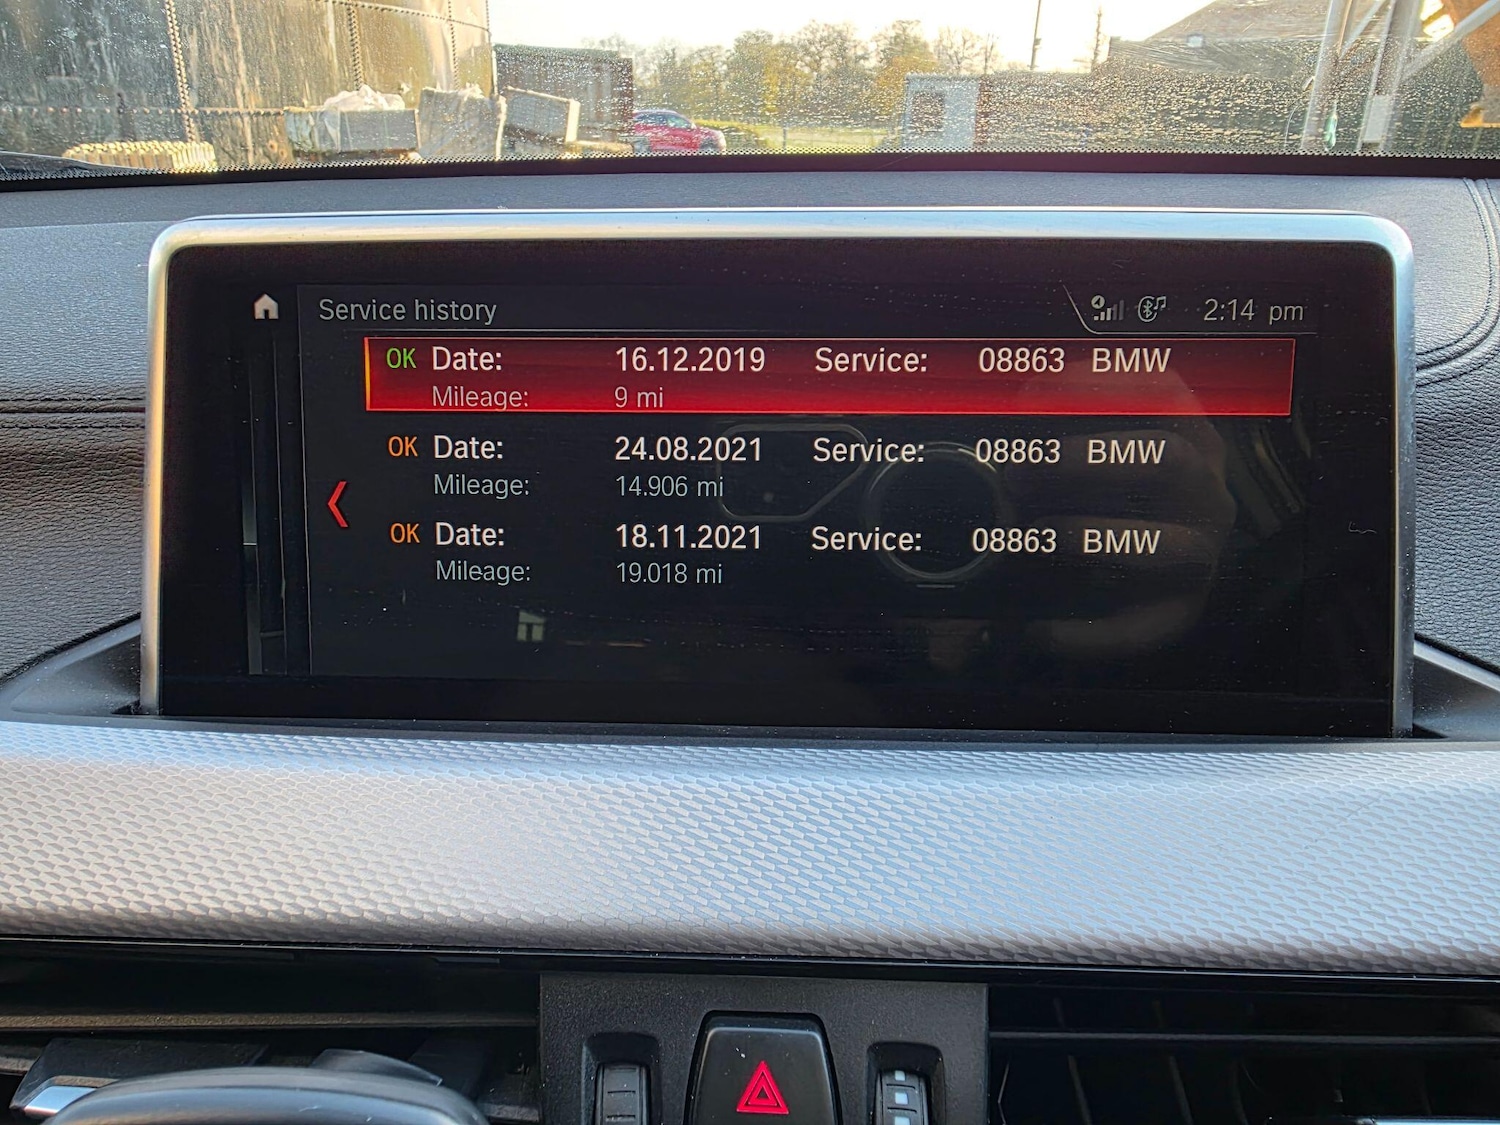 Service history 2:14 pm
OK Date: 16.12.2019 Service: 08863 BMW
Mileage: 9 mi
OK Date: 24.08.2021 Service: 08863 BMW
Mileage: 14.906 mi
OK Date: 18.11.2021 Service: 08863 BMW
Mileage: 19.018 mi